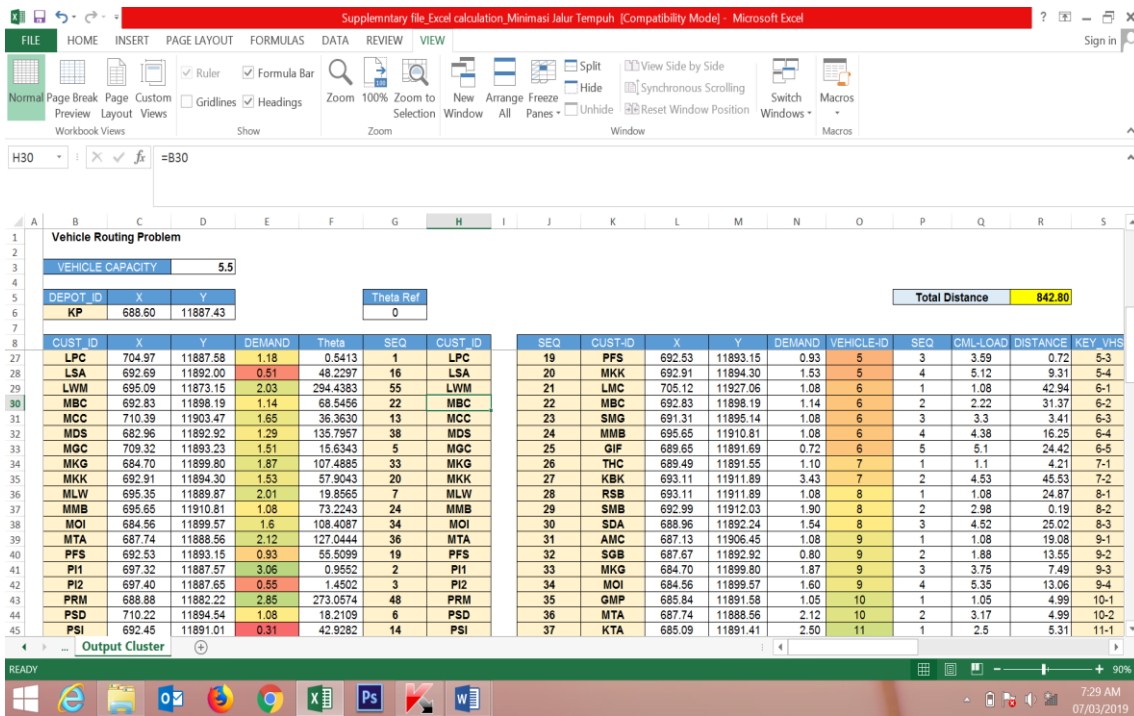 Supplemntary file_Excel calculation_Minimasi Jalur Tempuh [Compatibility Mode] - Microsoft Excel
FILE HOME INSERT PAGE LAYOUT FORMULAS DATA REVIEW VIEW Sign in
Normal Page Break Preview Page Layout Custom Views
Ruler Formula Bar
Gridlines Headings
Zoom 100% Zoom to Selection
New Window Arrange All Freeze Panes
Split
Hide
Unhide
View Side by Side
Synchronous Scrolling
Reset Window Position
Switch Windows Macros
Workbook Views Show Zoom Window Macros
H30 fx =B30
A B C D E F G H I J K L M N O P Q R S
1 Vehicle Routing Problem
2
3 VEHICLE CAPACITY 5.5
4
5 DEPOT_ID X Y Theta Ref Total Distance 842.80
6 KP 688.60 11887.43 0
7
8 CUST_ID X Y DEMAND Theta SEQ CUST_ID SEQ CUST-ID X Y DEMAND VEHICLE-ID SEQ CML-LOAD DISTANCE KEY_VHS
27 LPC 704.97 11887.58 1.18 0.5413 1 LPC 19 PFS 692.53 11893.15 0.93 5 3 3.59 0.72 5-3
28 LSA 692.69 11892.00 0.51 48.2297 16 LSA 20 MKK 692.91 11894.30 1.53 5 4 5.12 9.31 5-4
29 LWM 695.09 11873.15 2.03 294.4383 55 LWM 21 LMC 705.12 11927.06 1.08 6 1 1.08 42.94 6-1
30 MBC 692.83 11898.19 1.14 68.5456 22 MBC 22 MBC 692.83 11898.19 1.14 6 2 2.22 31.37 6-2
31 MCC 710.39 11903.47 1.65 36.3630 13 MCC 23 SMG 691.31 11895.14 1.08 6 3 3.3 3.41 6-3
32 MDS 682.96 11892.92 1.29 135.7957 38 MDS 24 MMB 695.65 11910.81 1.08 6 4 4.38 16.25 6-4
33 MGC 709.32 11893.23 1.51 15.6343 5 MGC 25 GIF 689.65 11891.69 0.72 6 5 5.1 24.42 6-5
34 MKG 684.70 11899.80 1.87 107.4885 33 MKG 26 THC 689.49 11891.55 1.10 7 1 1.1 4.21 7-1
35 MKK 692.91 11894.30 1.53 57.9043 20 MKK 27 KBK 693.11 11911.89 3.43 7 2 4.53 45.53 7-2
36 MLW 695.35 11889.87 2.01 19.8565 7 MLW 28 RSB 693.11 11911.89 1.08 8 1 1.08 24.87 8-1
37 MMB 695.65 11910.81 1.08 73.2243 24 MMB 29 SMB 692.99 11912.03 1.90 8 2 2.98 0.19 8-2
38 MOI 684.56 11899.57 1.6 108.4087 34 MOI 30 SDA 688.96 11892.24 1.54 8 3 4.52 25.02 8-3
39 MTA 687.74 11888.56 2.12 127.0444 36 MTA 31 AMC 687.13 11906.45 1.08 9 1 1.08 19.08 9-1
40 PFS 692.53 11893.15 0.93 55.5099 19 PFS 32 SGB 687.67 11892.92 0.80 9 2 1.88 13.55 9-2
41 PI1 697.32 11887.57 3.06 0.9552 2 PI1 33 MKG 684.70 11899.80 1.87 9 3 3.75 7.49 9-3
42 PI2 697.40 11887.65 0.55 1.4502 3 PI2 34 MOI 684.56 11899.57 1.60 9 4 5.35 13.06 9-4
43 PRM 688.88 11882.22 2.85 273.0574 48 PRM 35 GMP 685.84 11891.58 1.05 10 1 1.05 4.99 10-1
44 PSD 710.22 11894.54 1.08 18.2109 6 PSD 36 MTA 687.74 11888.56 2.12 10 2 3.17 4.99 10-2
45 PSI 692.45 11891.01 0.31 42.9282 14 PSI 37 KTA 685.09 11891.41 2.50 11 1 2.5 5.31 11-1
... Output Cluster
READY 90%
7:29 AM
07/03/2019